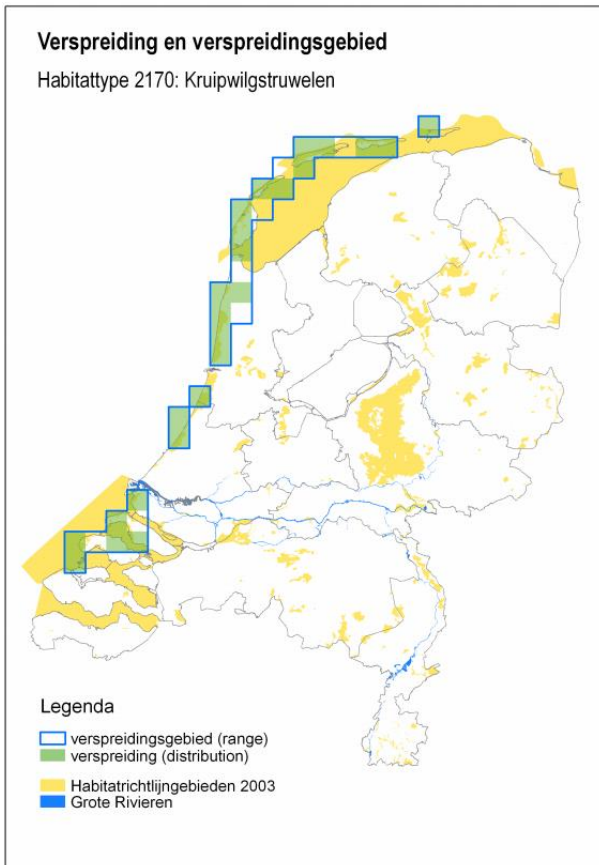 Verspreiding en verspreidingsgebied
Habitattype 2170: Kruipwilgstruwelen
Legenda
verspreidingsgebied (range)
verspreiding (distribution)
Habitatrichtlijngebieden 2003
Grote Rivieren